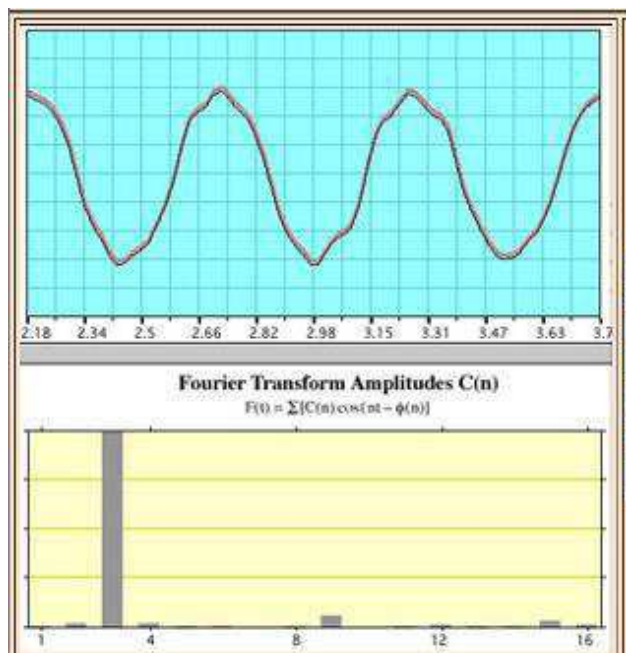 2.18 2.34 2.5 2.66 2.82 2.98 3.15 3.31 3.47 3.63 3.7
Fourier Transform Amplitudes C(n)
F(t) = Σ[C(n) cos{nt – ϕ(n)]
1 4 8 12 16